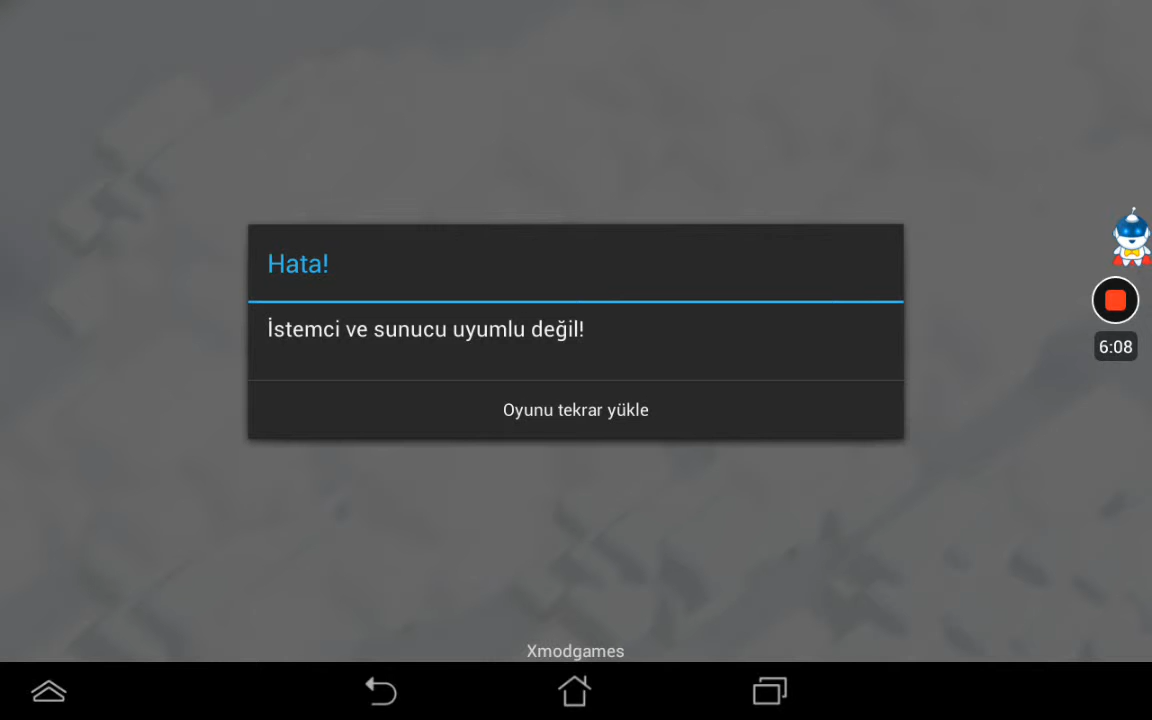 Hata!
İstemci ve sunucu uyumlu değil!
6:08
Oyunu tekrar yükle
Xmodgames